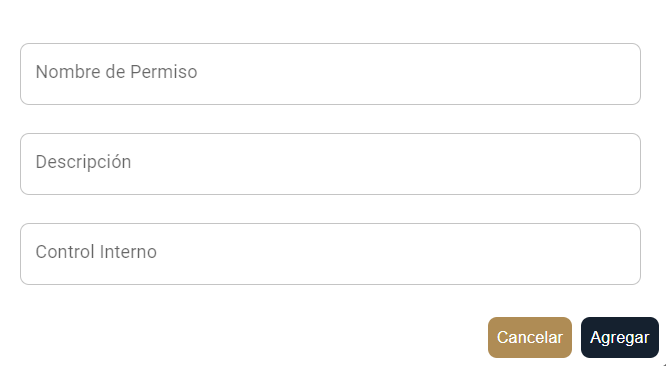 Nombre de Permiso
Descripción
Control Interno
Cancelar Agregar